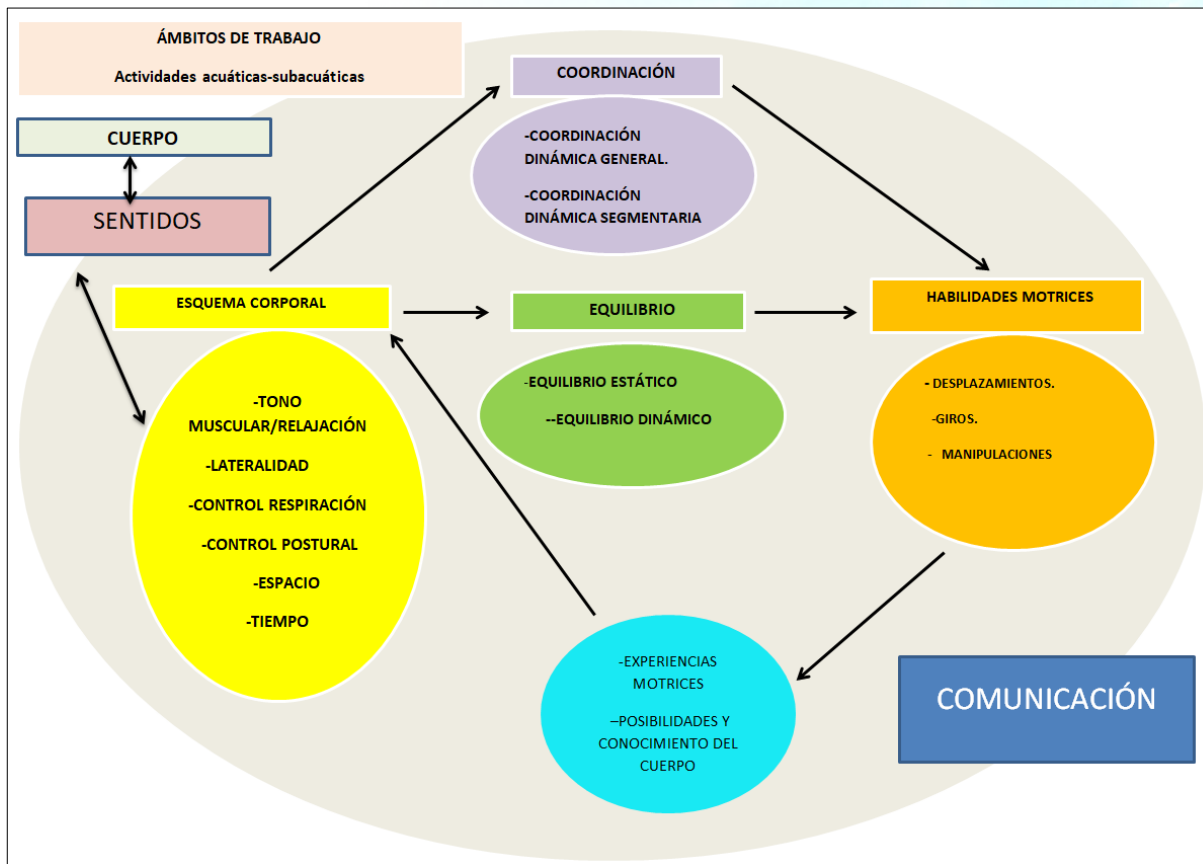 ÁMBITOS DE TRABAJO
Actividades acuáticas-subacuáticas
CUERPO
SENTIDOS
COORDINACIÓN
-COORDINACIÓN
DINÁMICA GENERAL.
-COORDINACIÓN
DINÁMICA SEGMENTARIA
ESQUEMA CORPORAL
-TONO
MUSCULAR/RELAJACIÓN
-LATERALIDAD
-CONTROL RESPIRACIÓN
-CONTROL POSTURAL
-ESPACIO
-TIEMPO
EQUILIBRIO
-EQUILIBRIO ESTÁTICO
--EQUILIBRIO DINÁMICO
HABILIDADES MOTRICES
- DESPLAZAMIENTOS.
-GIROS.
- MANIPULACIONES
-EXPERIENCIAS
MOTRICES
–POSIBILIDADES Y
CONOCIMIENTO DEL
CUERPO
COMUNICACIÓN